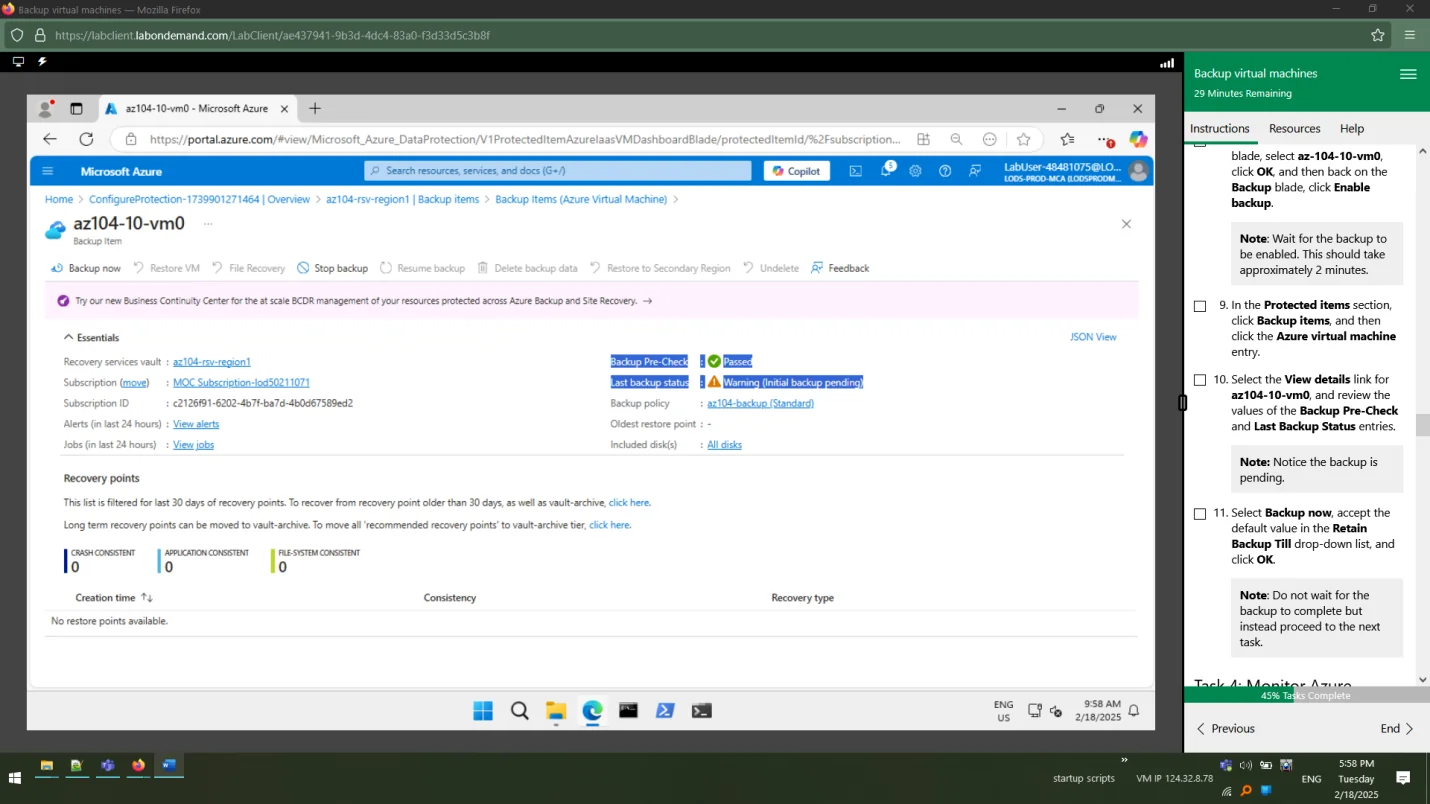 Backup virtual machines — Mozilla Firefox
https://labclient.labondemand.com/LabClient/ae437941-9b3d-4dc4-83a0-f3d33d5c3b8f
az104-10-vm0 - Microsoft Azure
https://portal.azure.com/#view/Microsoft_Azure_DataProtection/V1ProtectedItemAzureIaasVMDashboardBlade/protectedItemId/%2Fsubscription...
Microsoft Azure
Search resources, services, and docs (G+/)
Copilot
5
LabUser-48481075@LO...
LODS-PROD-MCA (LODSPRODM...
Home > ConfigureProtection-1739901271464 | Overview > az104-rsv-region1 | Backup items > Backup Items (Azure Virtual Machine) >
az104-10-vm0 ...
Backup Item
Backup now Restore VM File Recovery Stop backup Resume backup Delete backup data Restore to Secondary Region Undelete Feedback
Try our new Business Continuity Center for the at scale BCDR management of your resources protected across Azure Backup and Site Recovery. →
Essentials
JSON View
Recovery services vault : az104-rsv-region1
Subscription (move) : MOC Subscription-lod50211071
Subscription ID : c2126f91-6202-4b7f-ba7d-4b0d67589ed2
Alerts (in last 24 hours) : View alerts
Jobs (in last 24 hours) : View jobs
Backup Pre-Check : Passed
Last backup status : Warning (Initial backup pending)
Backup policy : az104-backup (Standard)
Oldest restore point : -
Included disk(s) : All disks
Recovery points
This list is filtered for last 30 days of recovery points. To recover from recovery point older than 30 days, as well as vault-archive, click here.
Long term recovery points can be moved to vault-archive. To move all 'recommended recovery points' to vault-archive tier, click here.
CRASH CONSISTENT
0
APPLICATION CONSISTENT
0
FILE-SYSTEM CONSISTENT
0
Creation time Consistency Recovery type
No restore points available.
ENG
US
9:58 AM
2/18/2025
Backup virtual machines
29 Minutes Remaining
Instructions Resources Help
blade, select az-104-10-vm0,
click OK, and then back on the
Backup blade, click Enable
backup.
Note: Wait for the backup to
be enabled. This should take
approximately 2 minutes.
9. In the Protected items section,
click Backup items, and then
click the Azure virtual machine
entry.
10. Select the View details link for
az104-10-vm0, and review the
values of the Backup Pre-Check
and Last Backup Status entries.
Note: Notice the backup is
pending.
11. Select Backup now, accept the
default value in the Retain
Backup Till drop-down list, and
click OK.
Note: Do not wait for the
backup to complete but
instead proceed to the next
task.
Task 4: Monitor Azure
45% Tasks Complete
Previous
End
startup scripts
VM IP 124.32.8.78
ENG
5:58 PM
Tuesday
2/18/2025